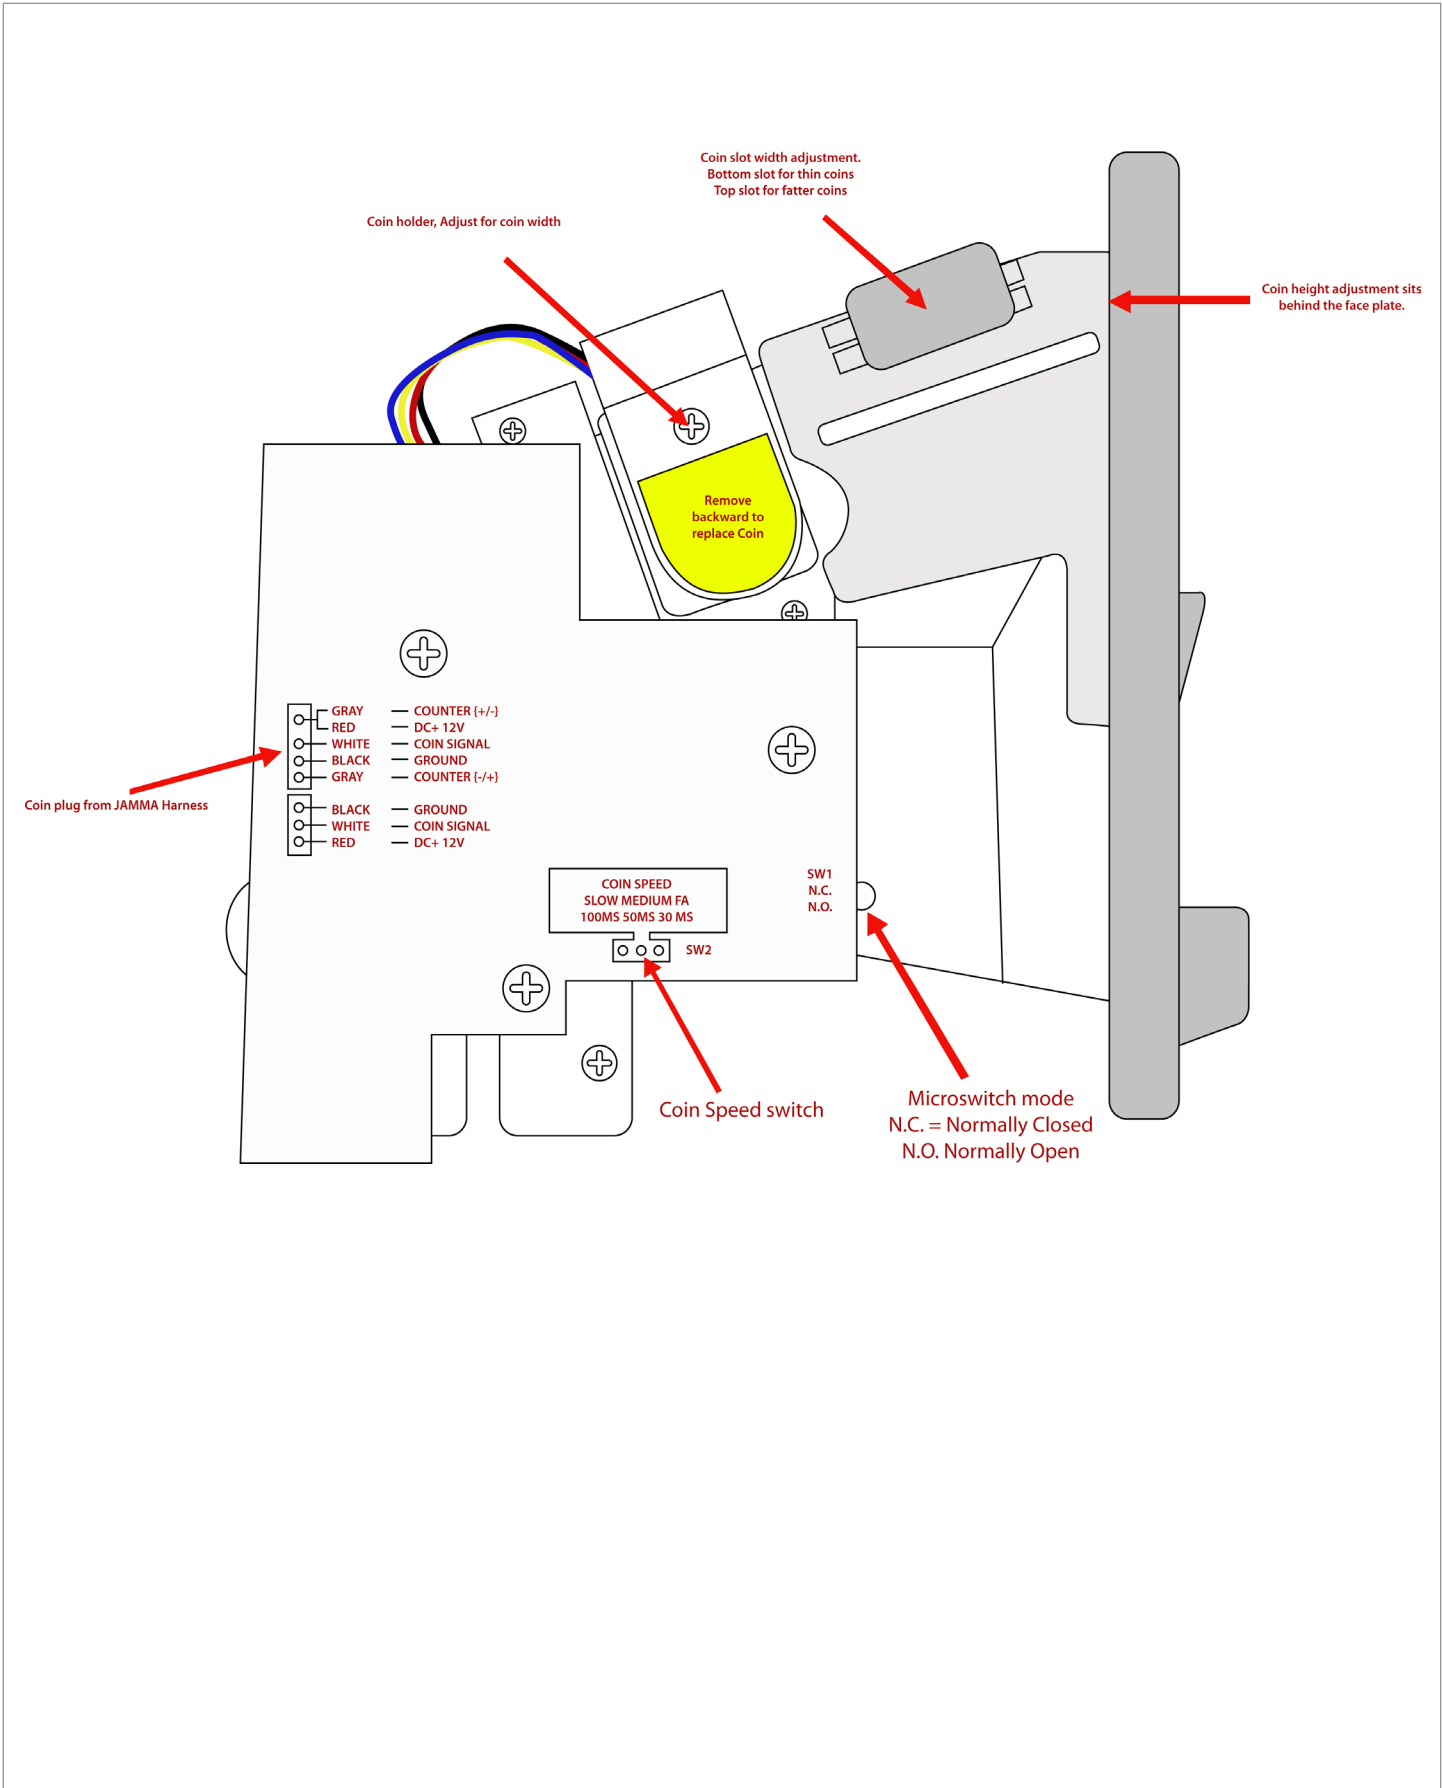 Coin slot width adjustment.
Bottom slot for thin coins
Top slot for fatter coins
Coin holder, Adjust for coin width
Coin height adjustment sits
behind the face plate.
Remove
backward to
replace Coin
GRAY — COUNTER {+/-}
RED — DC+ 12V
WHITE — COIN SIGNAL
BLACK — GROUND
GRAY — COUNTER {-/+}
Coin plug from JAMMA Harness
BLACK — GROUND
WHITE — COIN SIGNAL
RED — DC+ 12V
COIN SPEED
SLOW MEDIUM FA
100MS 50MS 30 MS
SW2
SW1
N.C.
N.O.
Coin Speed switch
Microswitch mode
N.C. = Normally Closed
N.O. Normally Open